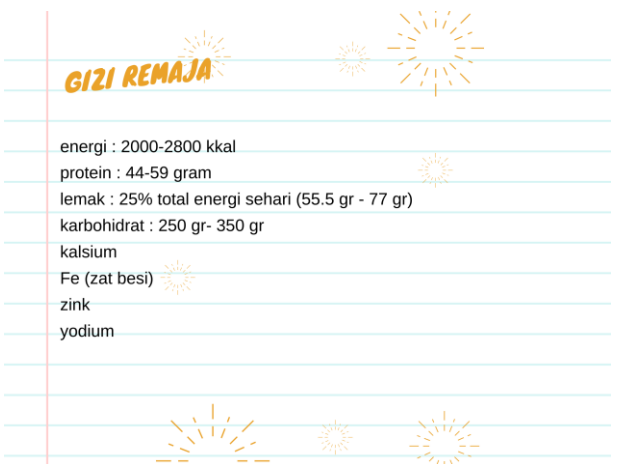 GIZI REMAJA
energi : 2000-2800 kkal
protein : 44-59 gram
lemak : 25% total energi sehari (55.5 gr - 77 gr)
karbohidrat : 250 gr- 350 gr
kalsium
Fe (zat besi)
zink
yodium